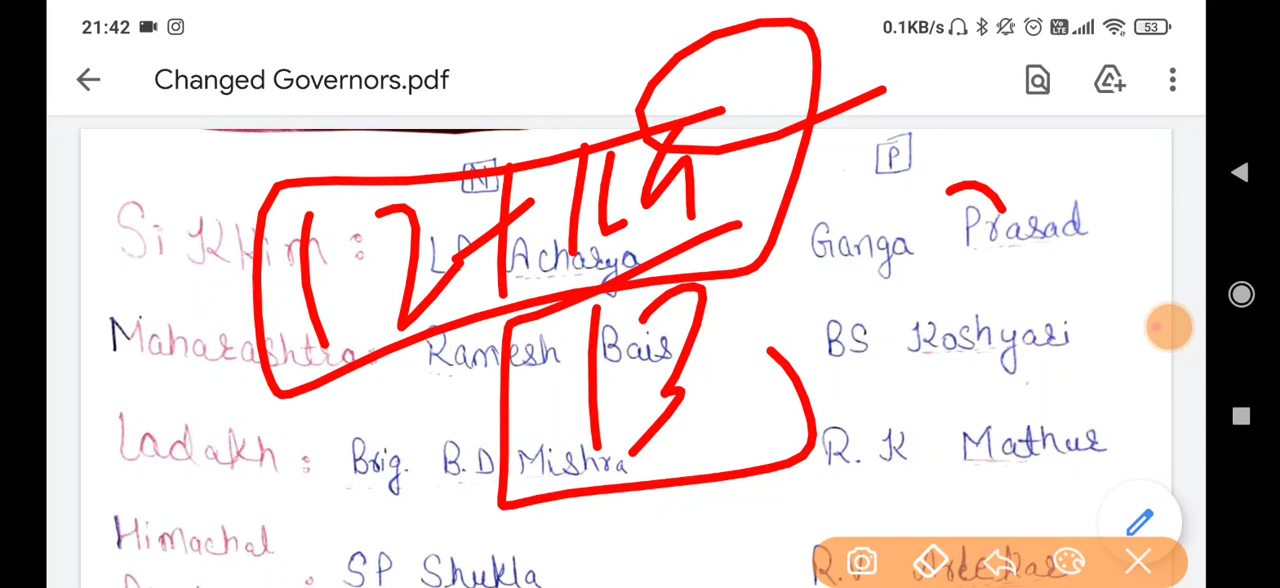 21:42 0.1KB/s 53
Changed Governors.pdf
N P
Sikkim : Acharya Ganga Prasad
Maharashtra Ramesh Bais BS Koshyari
Ladakh : Brig. B.D Mishra R. K Mathur
Himachal
: SP Shukla
13